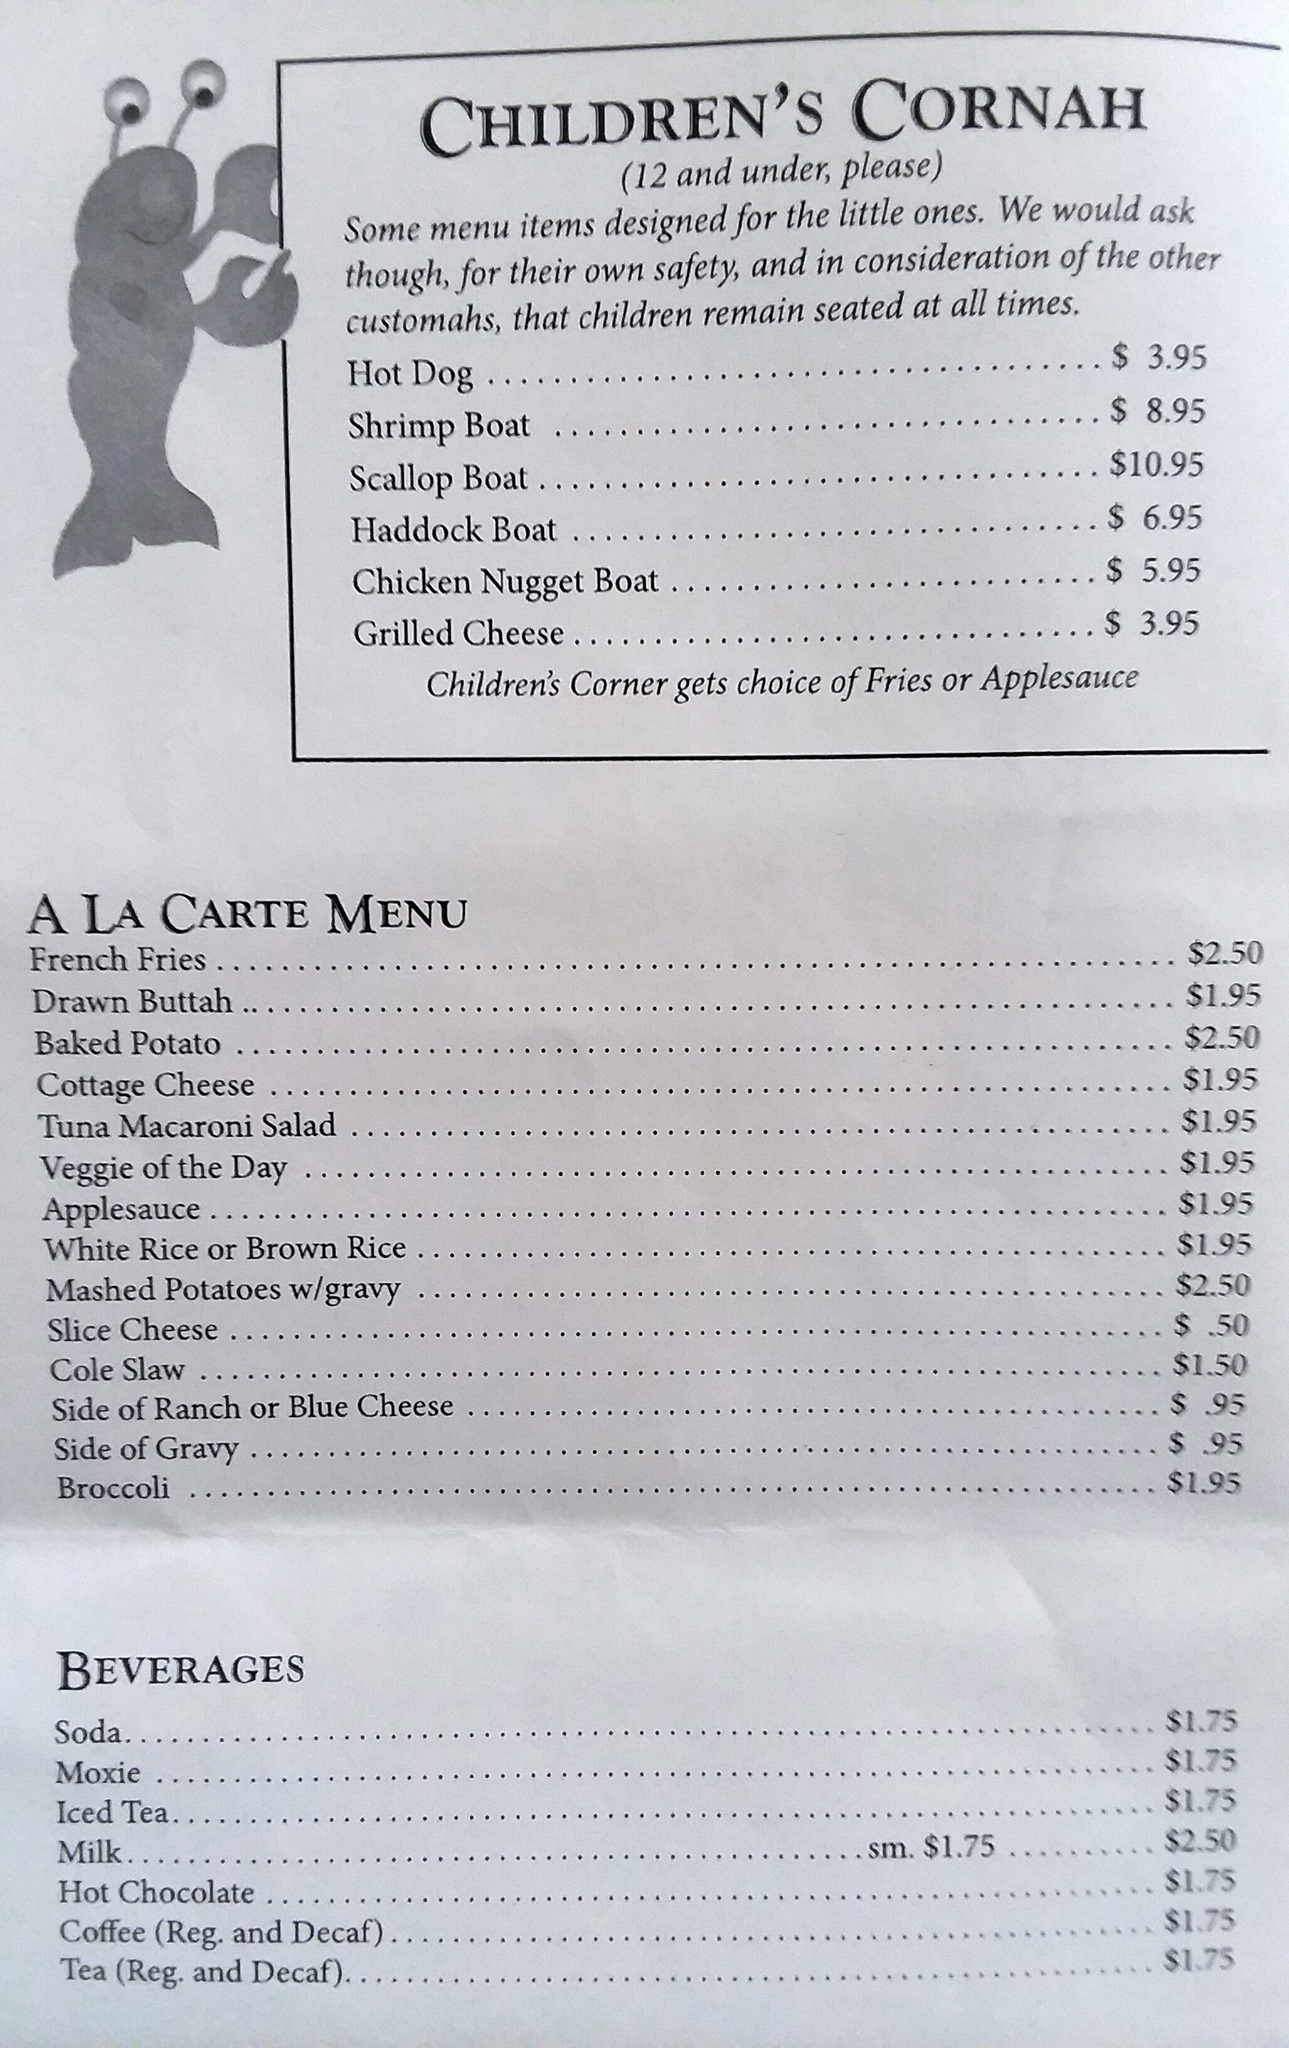 CHILDREN'S CORNAH
(12 and under, please)
Some menu items designed for the little ones. We would ask
though, for their own safety, and in consideration of the other
customahs, that children remain seated at all times.
Hot Dog ........................................ $ 3.95
Shrimp Boat .................................. $ 8.95
Scallop Boat ................................... $10.95
Haddock Boat ................................ $ 6.95
Chicken Nugget Boat .......................... $ 5.95
Grilled Cheese ................................ $ 3.95
Children's Corner gets choice of Fries or Applesauce
A LA CARTE MENU
French Fries ........................................ $2.50
Drawn Buttah ........................................ $1.95
Baked Potato ........................................ $2.50
Cottage Cheese ........................................ $1.95
Tuna Macaroni Salad ........................................ $1.95
Veggie of the Day ........................................ $1.95
Applesauce ........................................ $1.95
White Rice or Brown Rice ........................................ $1.95
Mashed Potatoes w/gravy ........................................ $2.50
Slice Cheese ........................................ $ .50
Cole Slaw ........................................ $1.50
Side of Ranch or Blue Cheese ........................................ $ .95
Side of Gravy ........................................ $ .95
Broccoli ........................................ $1.95
BEVERAGES
Soda ........................................ $1.75
Moxie ........................................ $1.75
Iced Tea ........................................ $1.75
Milk ........................................ sm. $1.75 .......... $2.50
Hot Chocolate ........................................ $1.75
Coffee (Reg. and Decaf) ........................................ $1.75
Tea (Reg. and Decaf) ........................................ $1.75